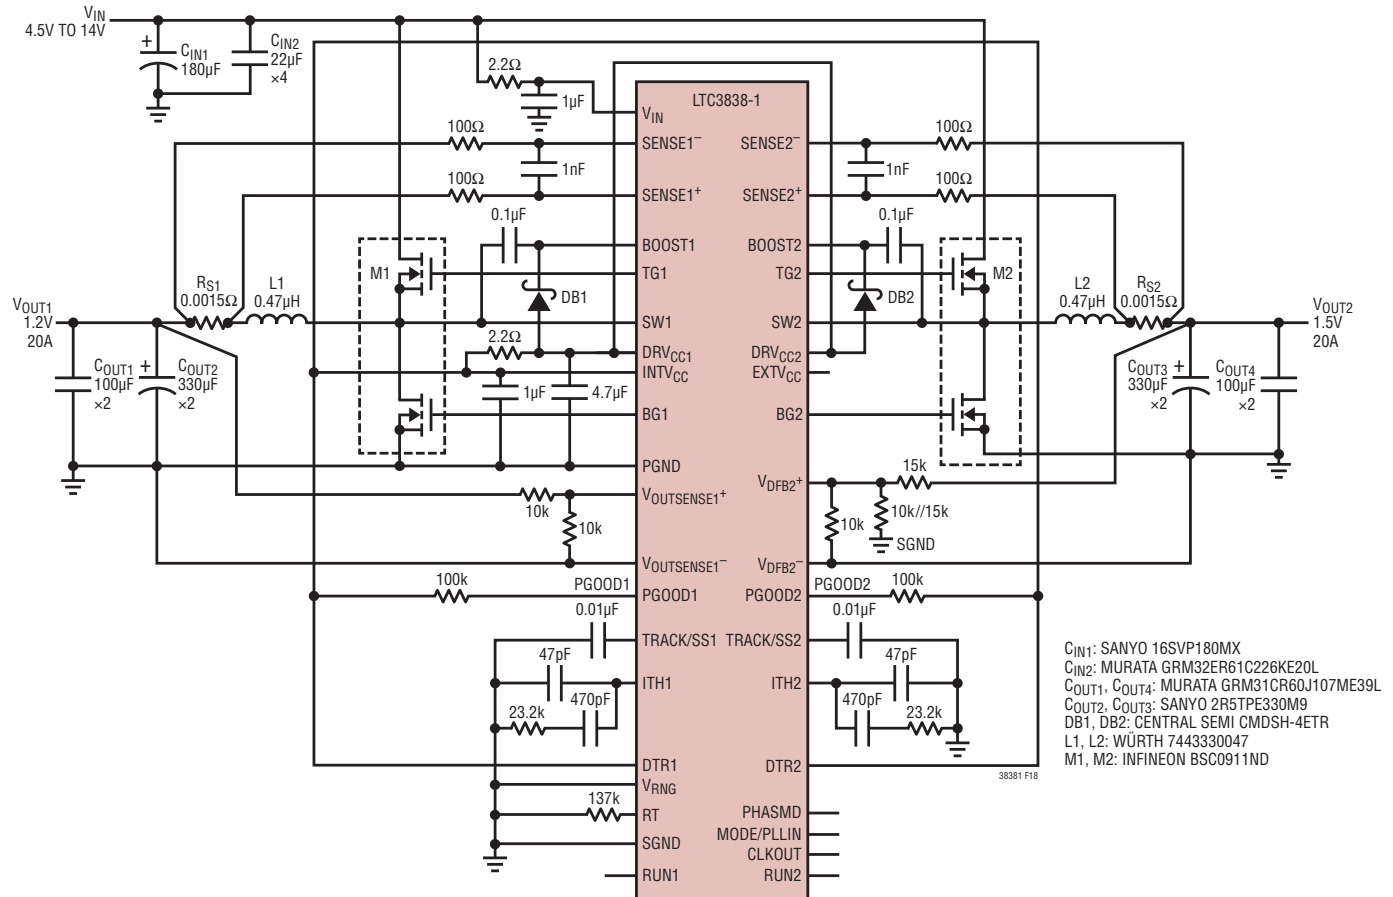 VIN
4.5V TO 14V
+
CIN1
180µF
CIN2
22µF
×4
2.2Ω
1µF
LTC3838-1
VIN
100Ω
SENSE1–
SENSE2–
100Ω
1nF
1nF
100Ω
SENSE1+
SENSE2+
100Ω
0.1µF
0.1µF
BOOST1
BOOST2
M1
TG1
TG2
M2
DB1
DB2
RS1
0.0015Ω
L1
0.47µH
L2
0.47µH
RS2
0.0015Ω
VOUT1
1.2V
20A
SW1
SW2
VOUT2
1.5V
20A
2.2Ω
DRVCC1
DRVCC2
INTVCC
EXTVCC
COUT1
100µF
×2
+
COUT2
330µF
×2
1µF
4.7µF
COUT3
330µF
×2
+
COUT4
100µF
×2
BG1
BG2
PGND
15k
VDFB2+
VOUTSENSE1+
10k
10k
10k
10k//15k
SGND
VOUTSENSE1–
VDFB2–
100k
PGOOD1
PGOOD2
100k
PGOOD1
PGOOD2
0.01µF
0.01µF
TRACK/SS1
TRACK/SS2
47pF
47pF
ITH1
ITH2
470pF
470pF
23.2k
23.2k
DTR1
DTR2
VRNG
137k
RT
PHASMD
MODE/PLLIN
SGND
CLKOUT
RUN1
RUN2
38381 F18
CIN1: SANYO 16SVP180MX
CIN2: MURATA GRM32ER61C226KE20L
COUT1, COUT4: MURATA GRM31CR60J107ME39L
COUT2, COUT3: SANYO 2R5TPE330M9
DB1, DB2: CENTRAL SEMI CMDSH-4ETR
L1, L2: WÜRTH 7443330047
M1, M2: INFINEON BSC0911ND